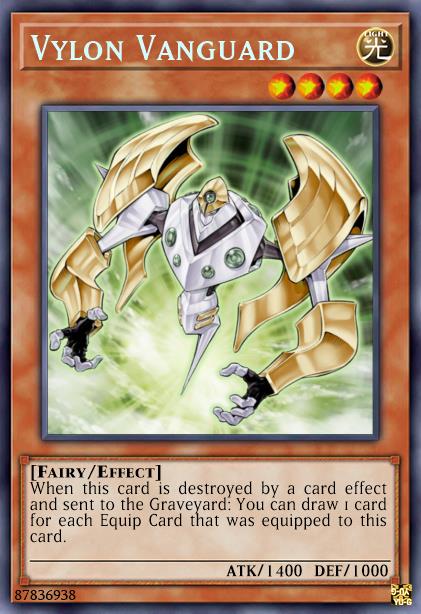 VYLON VANGUARD
LIGHT
光
[FAIRY/EFFECT]
When this card is destroyed by a card effect
and sent to the Graveyard: You can draw 1 card
for each Equip Card that was equipped to this
card.
ATK/1400 DEF/1000
87836938